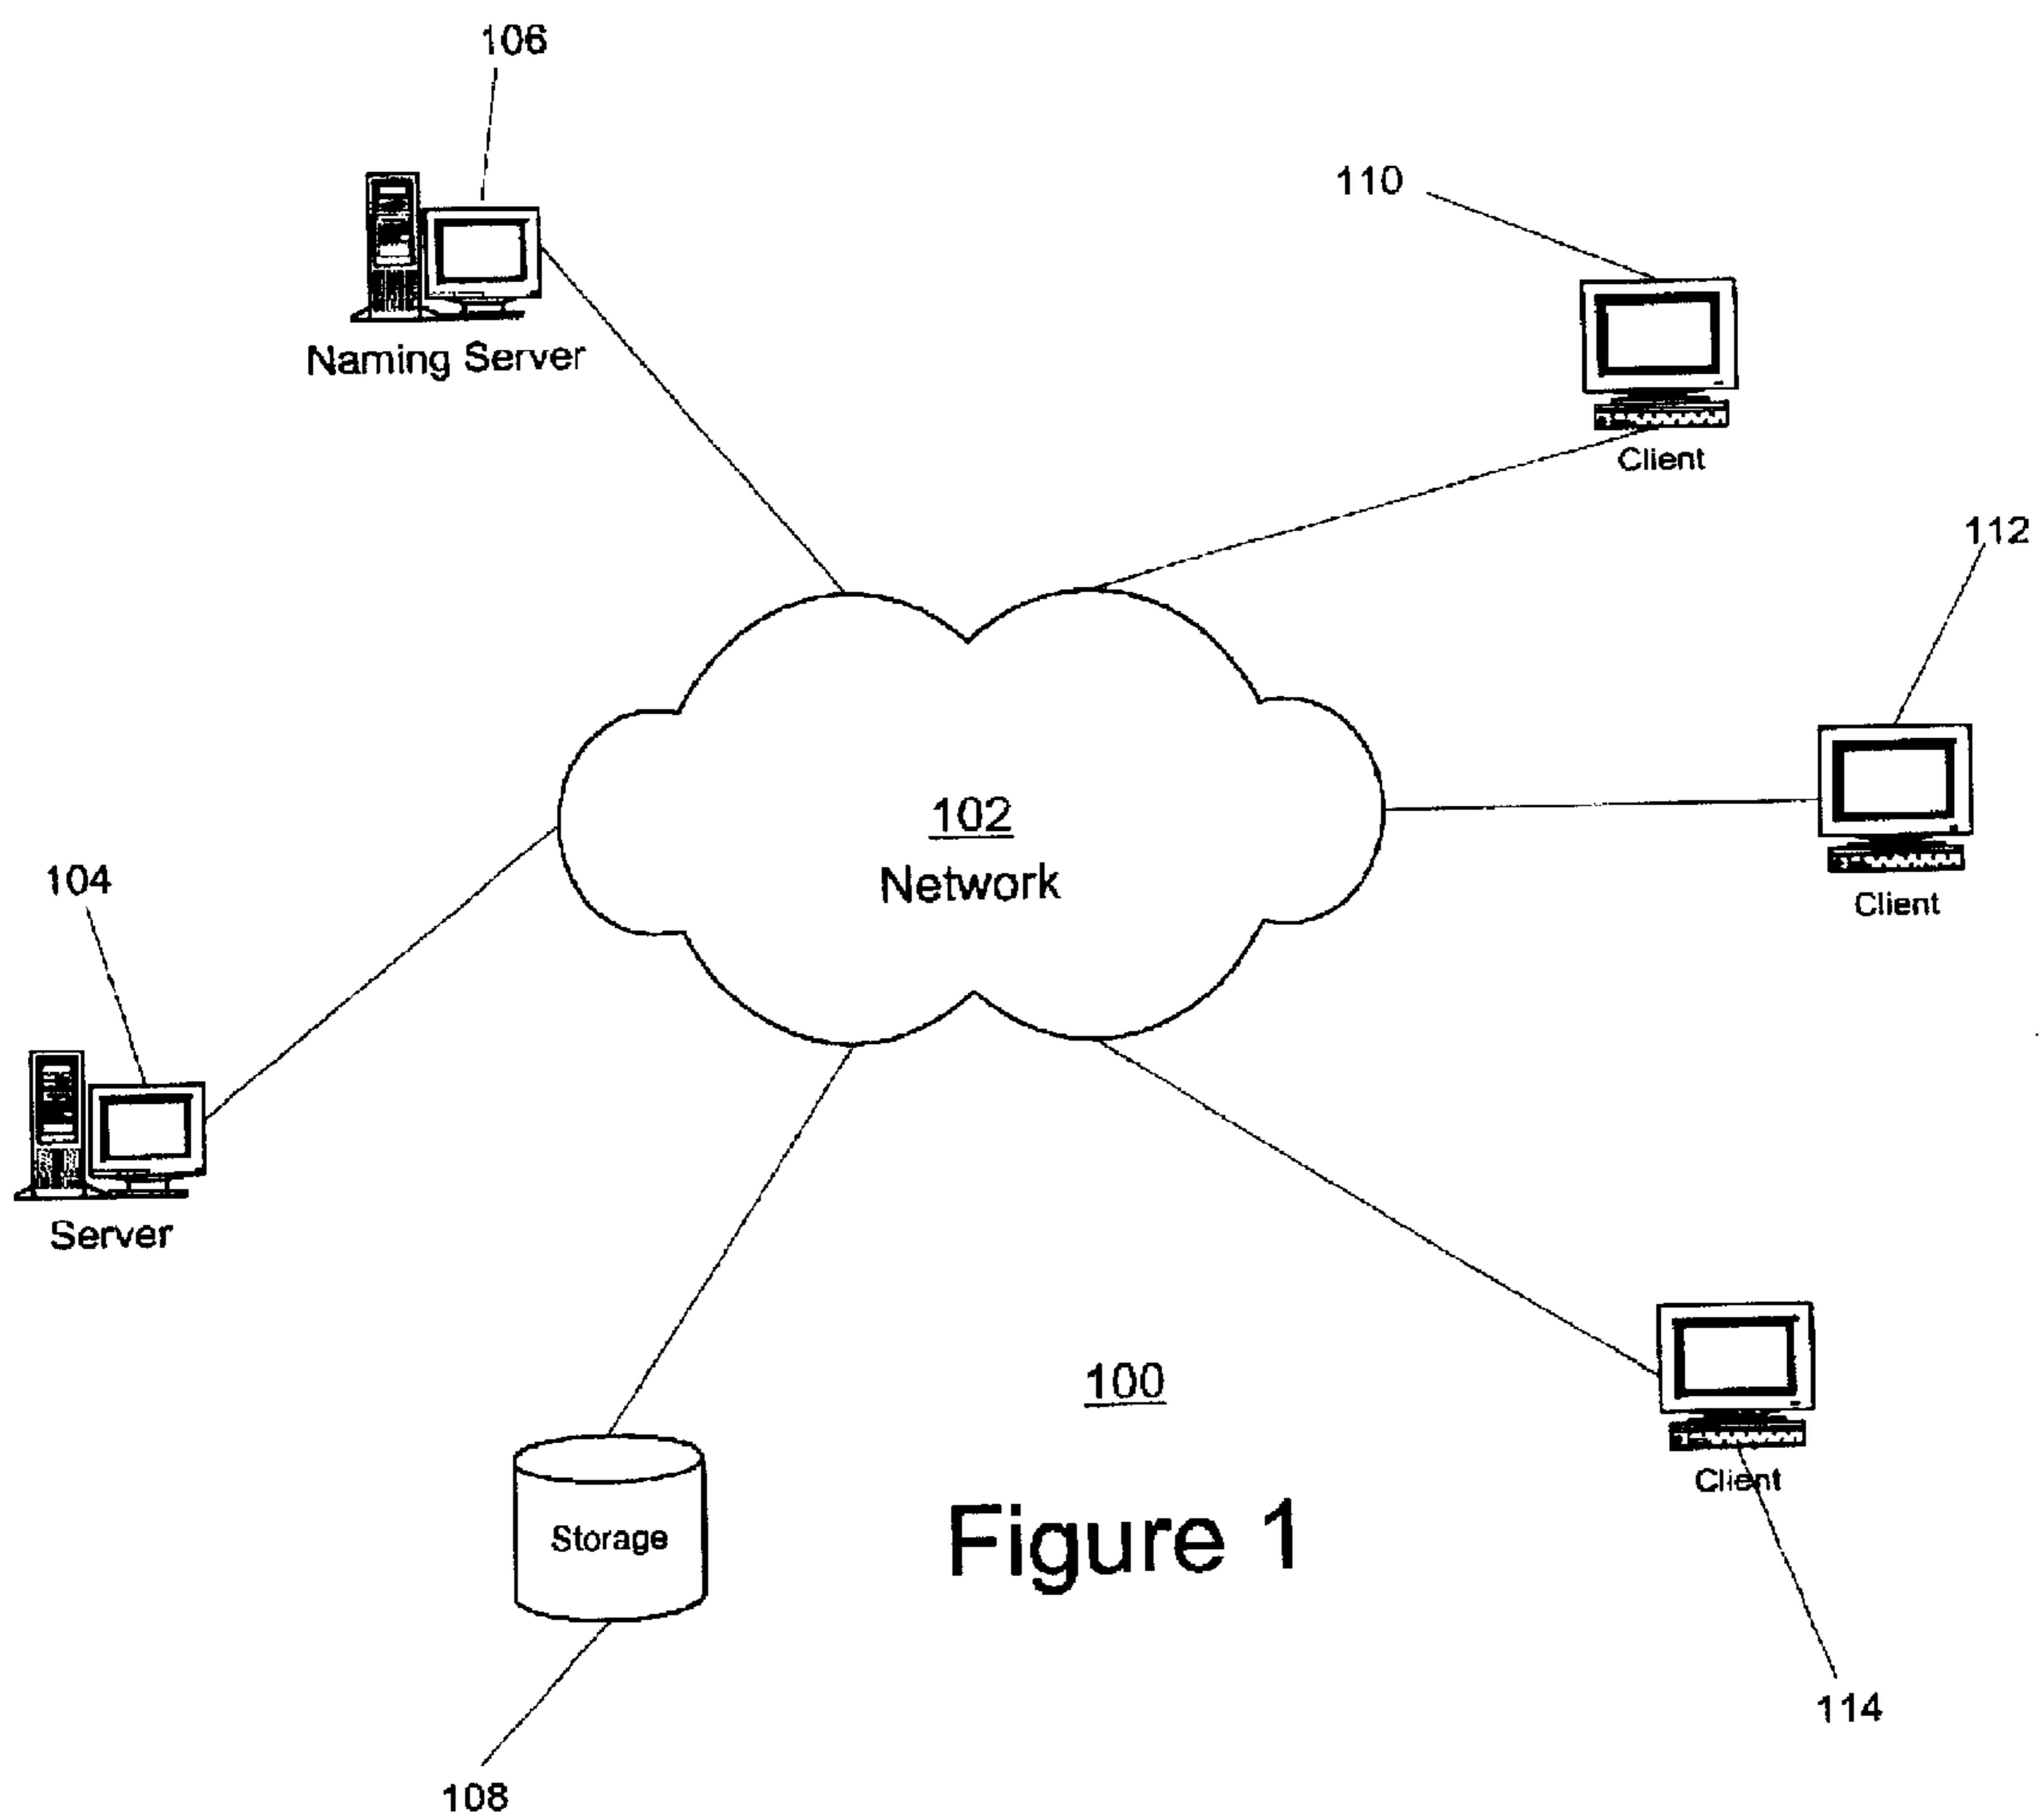 106
110
Naming Server
Client
112
102
Network
104
Client
Server
100
Client
Storage
Figure 1
114
108